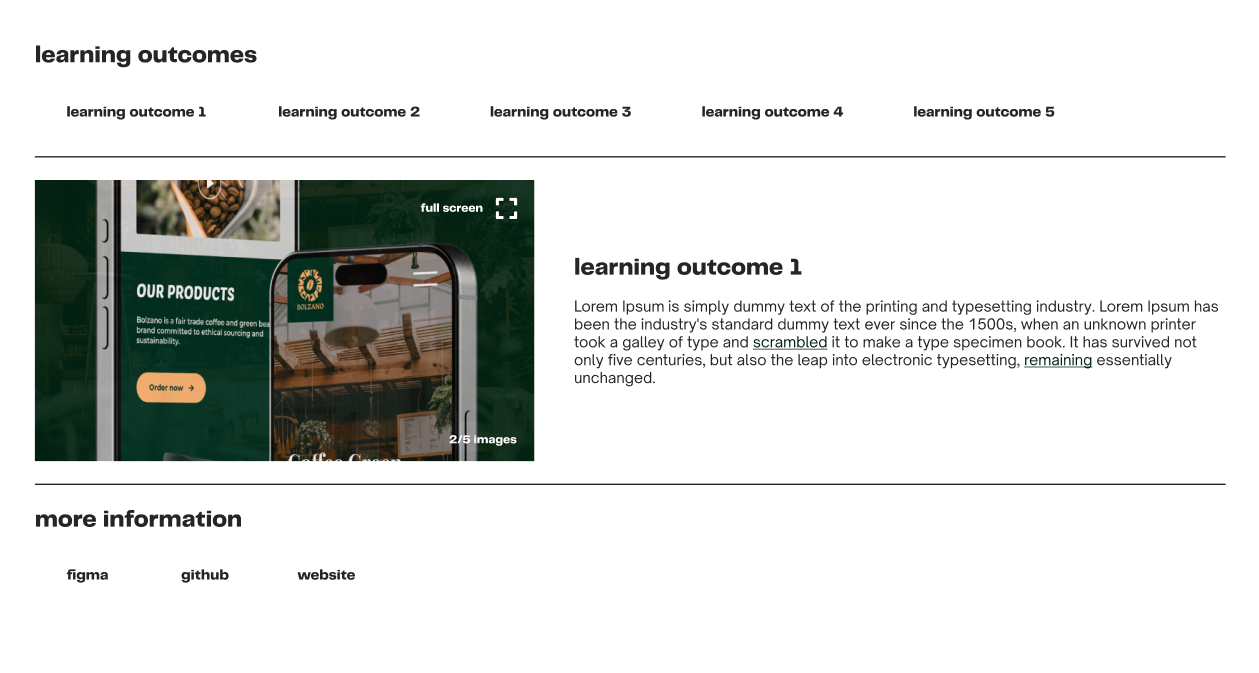 learning outcomes
learning outcome 1
learning outcome 2
learning outcome 3
learning outcome 4
learning outcome 5
full screen
OUR PRODUCTS
Bolzano is a fair trade coffee and green bea
brand committed to ethical sourcing and
sustainability.
Order now
BOLZANO
2/5 images
Coffee Green
learning outcome 1
Lorem Ipsum is simply dummy text of the printing and typesetting industry. Lorem Ipsum has
been the industry's standard dummy text ever since the 1500s, when an unknown printer
took a galley of type and scrambled it to make a type specimen book. It has survived not
only five centuries, but also the leap into electronic typesetting, remaining essentially
unchanged.
more information
figma
github
website